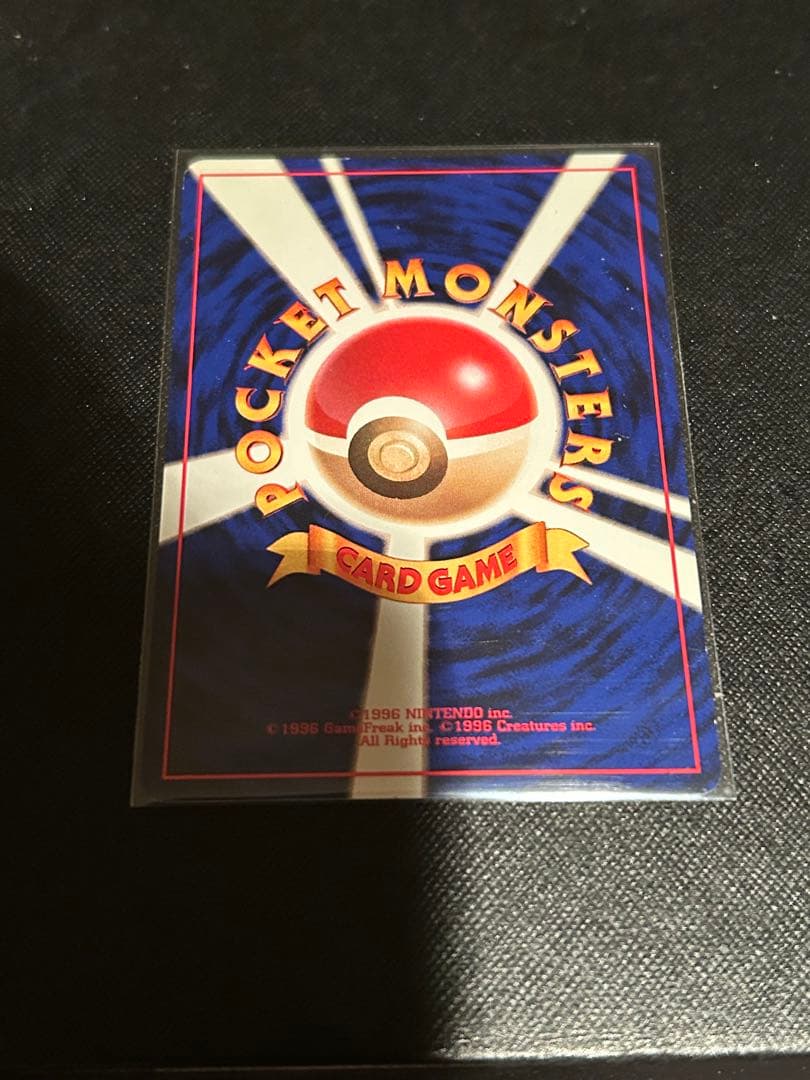 POCKET MONSTERS
CARD GAME
©1996 NINTENDO inc.
©1996 GameFreak inc. ©1996 Creatures inc.
All Rights reserved.